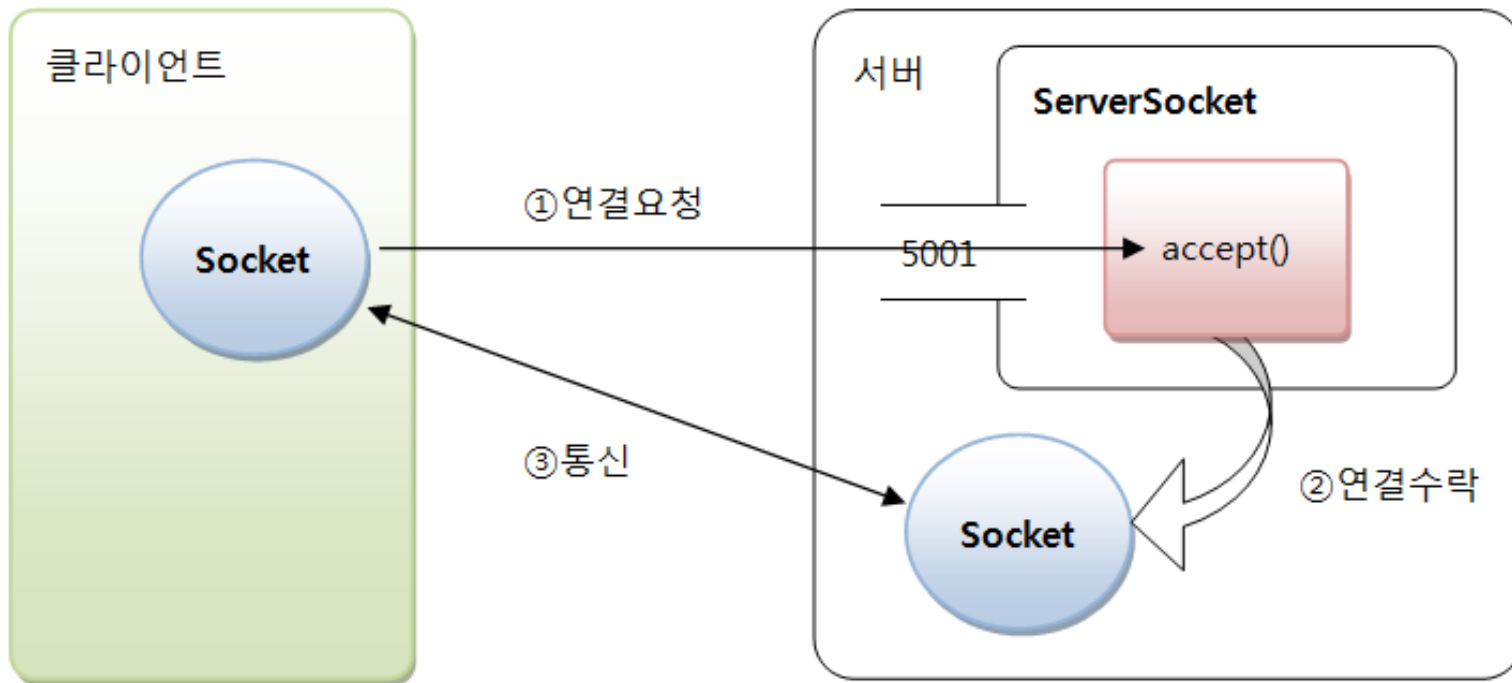 클라이언트
서버
ServerSocket
①연결요청
Socket
5001
accept()
③통신
②연결수락
Socket